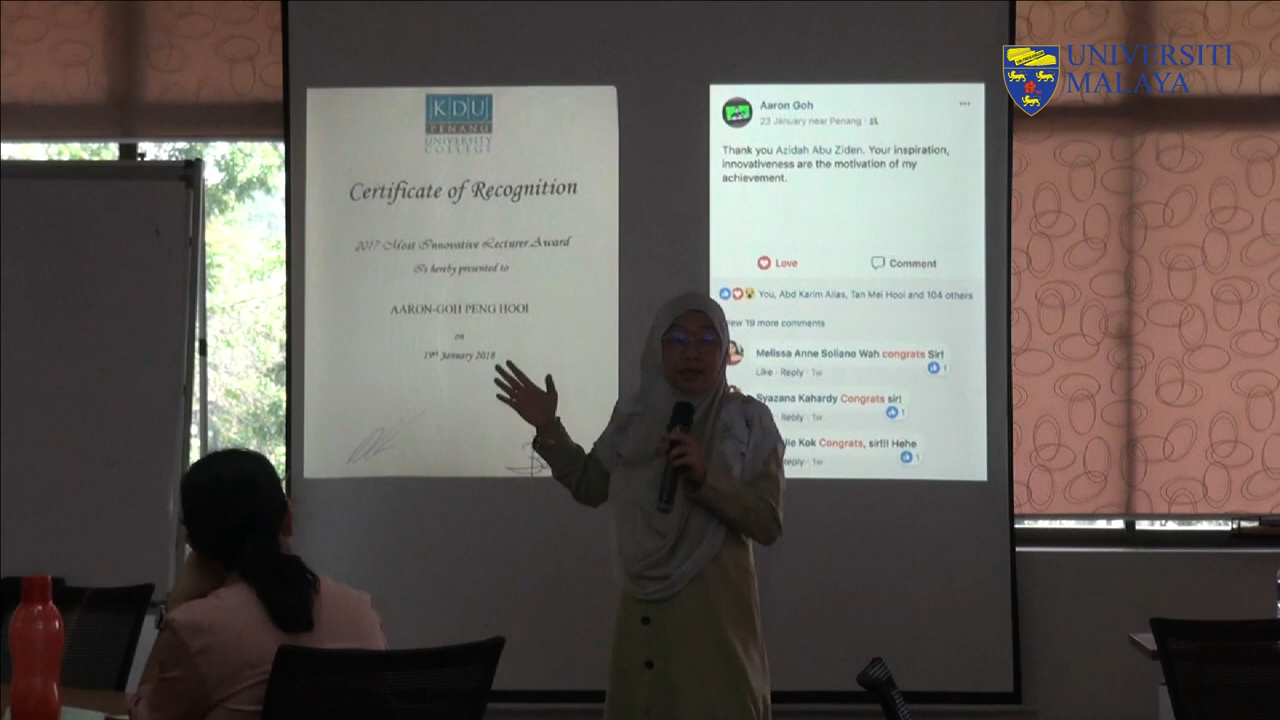 KDU
PENANG
UNIVERSITY
COLLEGE
Certificate of Recognition
2017 Most Innovative Lecturer Award
Is hereby presented to
AARON-GOH PENG HOOI
on
19th January 2018
Aaron Goh
23 January near Penang
Thank you Azidah Abu Ziden. Your inspiration,
innovativeness are the motivation of my
achievement.
Love
Comment
You, Abd Karim Alias, Tan Mei Hooi and 104 others
19 more comments
Melissa Anne Soliano Wah congrats Sir!
Like · Reply · 1w
1
Syazana Kahardy Congrats sir!
Reply · 1w
1
Kok Congrats, sir!!! Hehe
1w
1
UNIVERSITI
MALAYA